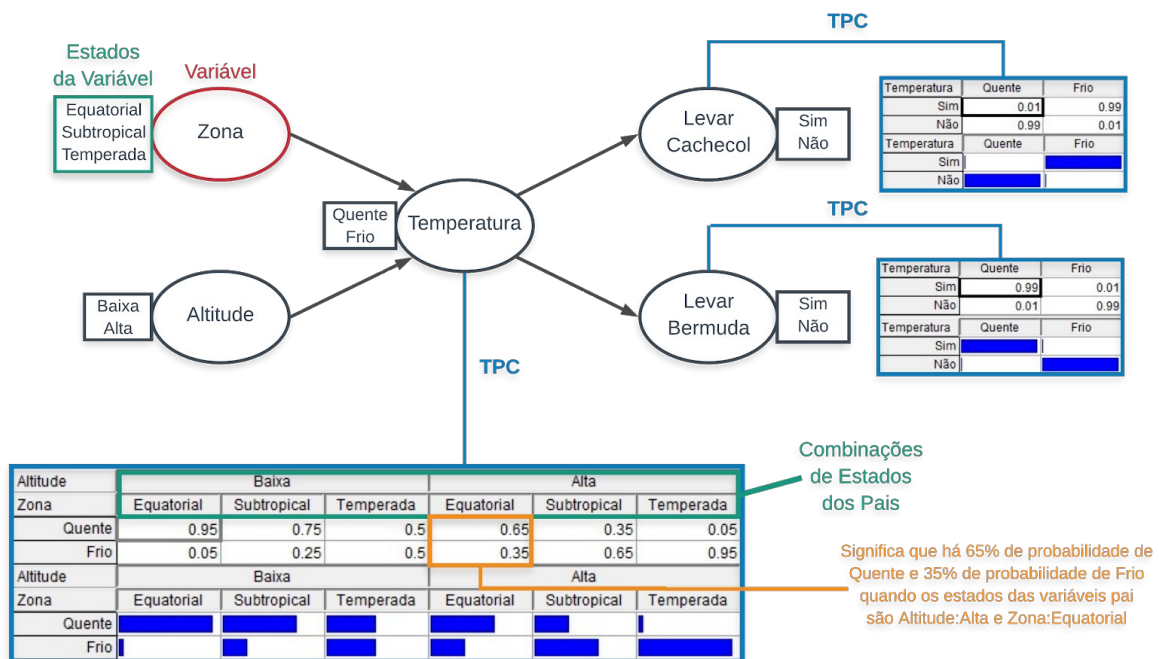 TPC
Estados
da Variável
Variável
Equatorial
Subtropical
Temperada
Zona
Levar
Cachecol
Sim
Não
Temperatura Quente Frio
Sim 0.01 0.99
Não 0.99 0.01
Temperatura Quente Frio
Sim
Não
Quente
Frio
Temperatura
TPC
Baixa
Alta
Altitude
Levar
Bermuda
Sim
Não
Temperatura Quente Frio
Sim 0.99 0.01
Não 0.01 0.99
Temperatura Quente Frio
Sim
Não
TPC
Combinações
de Estados
dos Pais
Altitude Baixa Alta
Zona Equatorial Subtropical Temperada Equatorial Subtropical Temperada
Quente 0.95 0.75 0.5 0.65 0.35 0.05
Frio 0.05 0.25 0.5 0.35 0.65 0.95
Altitude Baixa Alta
Zona Equatorial Subtropical Temperada Equatorial Subtropical Temperada
Quente
Frio
Significa que há 65% de probabilidade de
Quente e 35% de probabilidade de Frio
quando os estados das variáveis pai
são Altitude:Alta e Zona:Equatorial